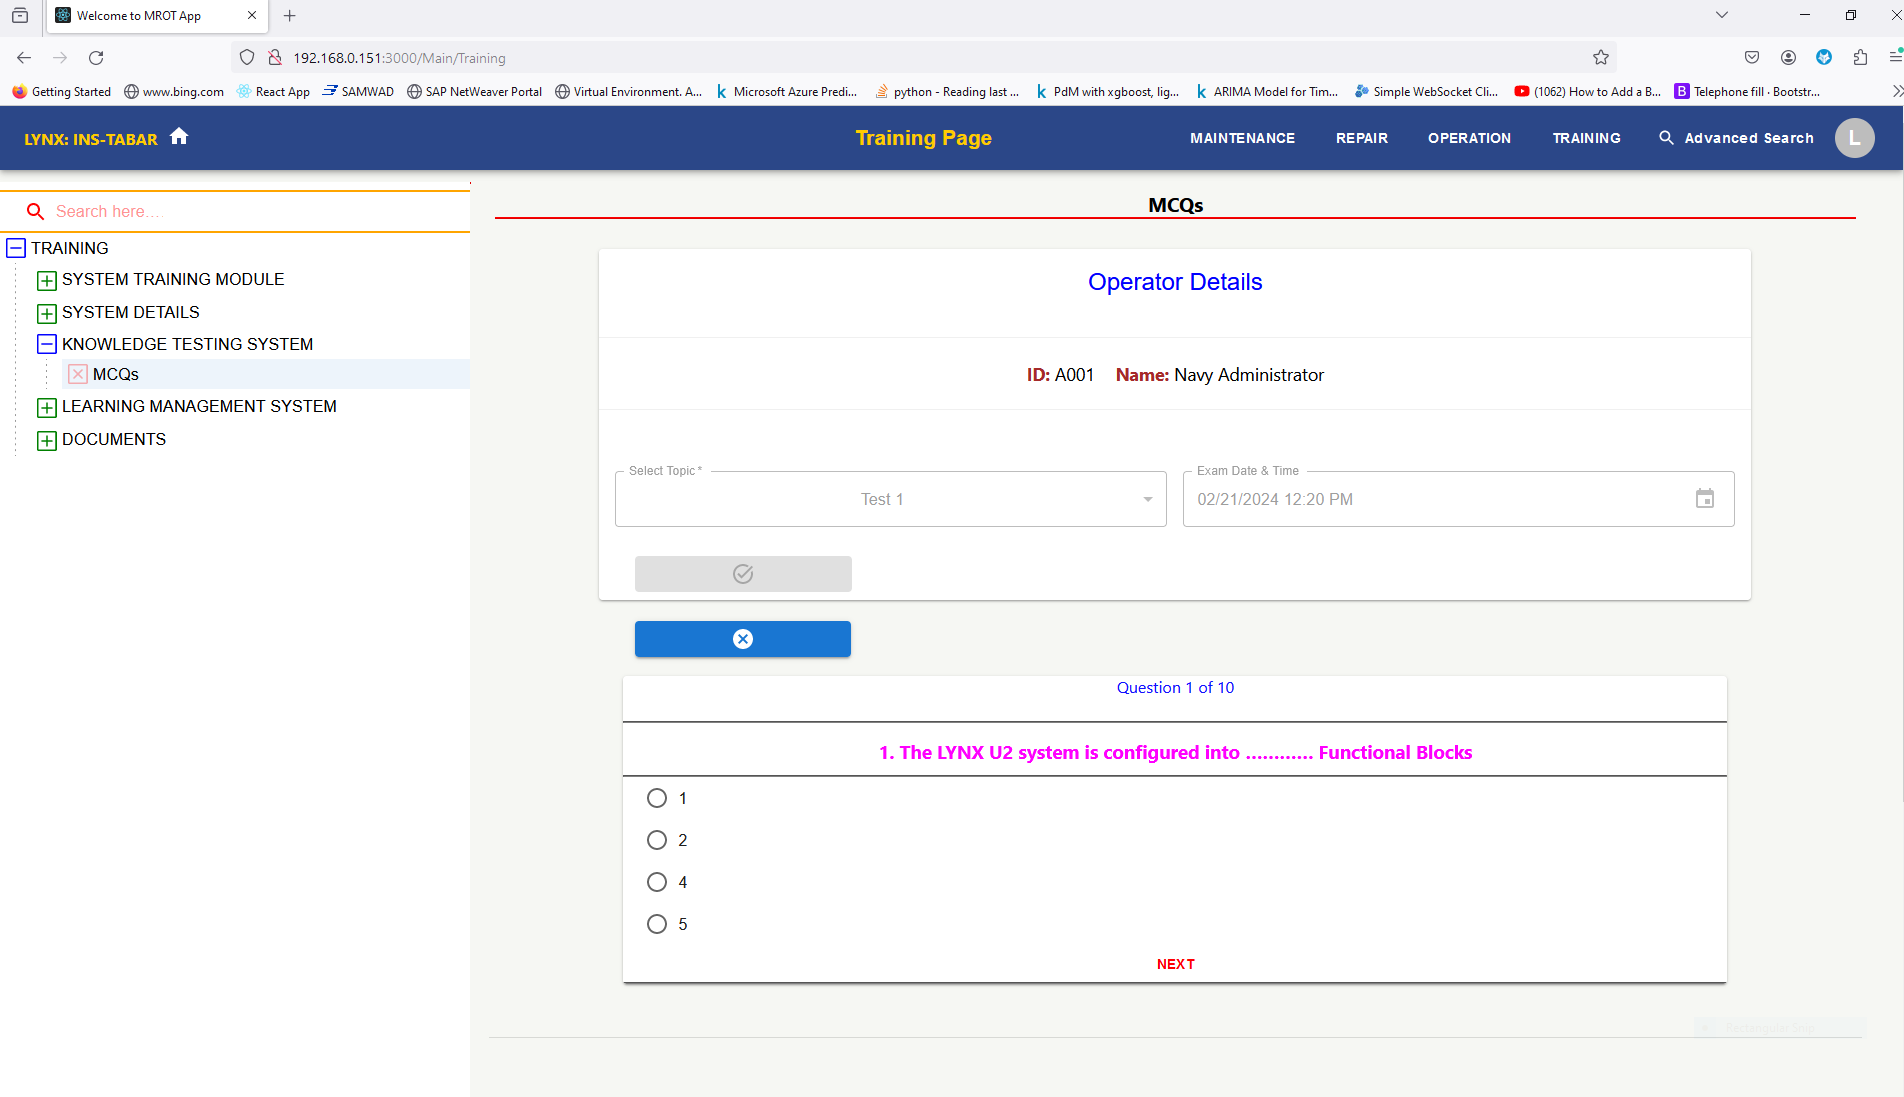 Welcome to MROT App
192.168.0.151:3000/Main/Training
Getting Started www.bing.com React App SAMWAD SAP NetWeaver Portal Virtual Environment. A... Microsoft Azure Predi... python - Reading last ... PdM with xgboost, lig... ARIMA Model for Tim... Simple WebSocket Cli... (1062) How to Add a B... Telephone fill · Bootstr...
LYNX: INS-TABAR Training Page MAINTENANCE REPAIR OPERATION TRAINING Advanced Search L
Search here....
TRAINING
SYSTEM TRAINING MODULE
SYSTEM DETAILS
KNOWLEDGE TESTING SYSTEM
MCQs
LEARNING MANAGEMENT SYSTEM
DOCUMENTS
MCQs
Operator Details
ID: A001 Name: Navy Administrator
Select Topic * Exam Date & Time
Test 1 02/21/2024 12:20 PM
Question 1 of 10
1. The LYNX U2 system is configured into ............ Functional Blocks
1
2
4
5
NEXT
Rectangular Snip